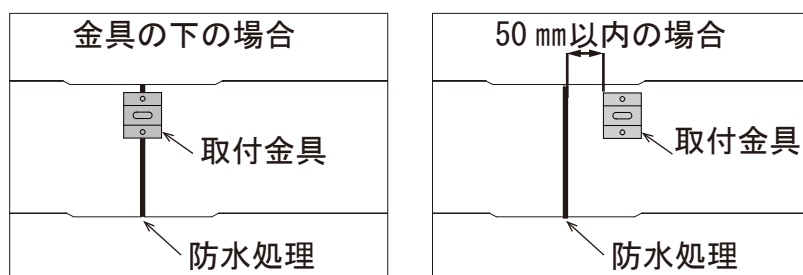 金具の下の場合
取付金具
防水処理
50 mm以内の場合
取付金具
防水処理